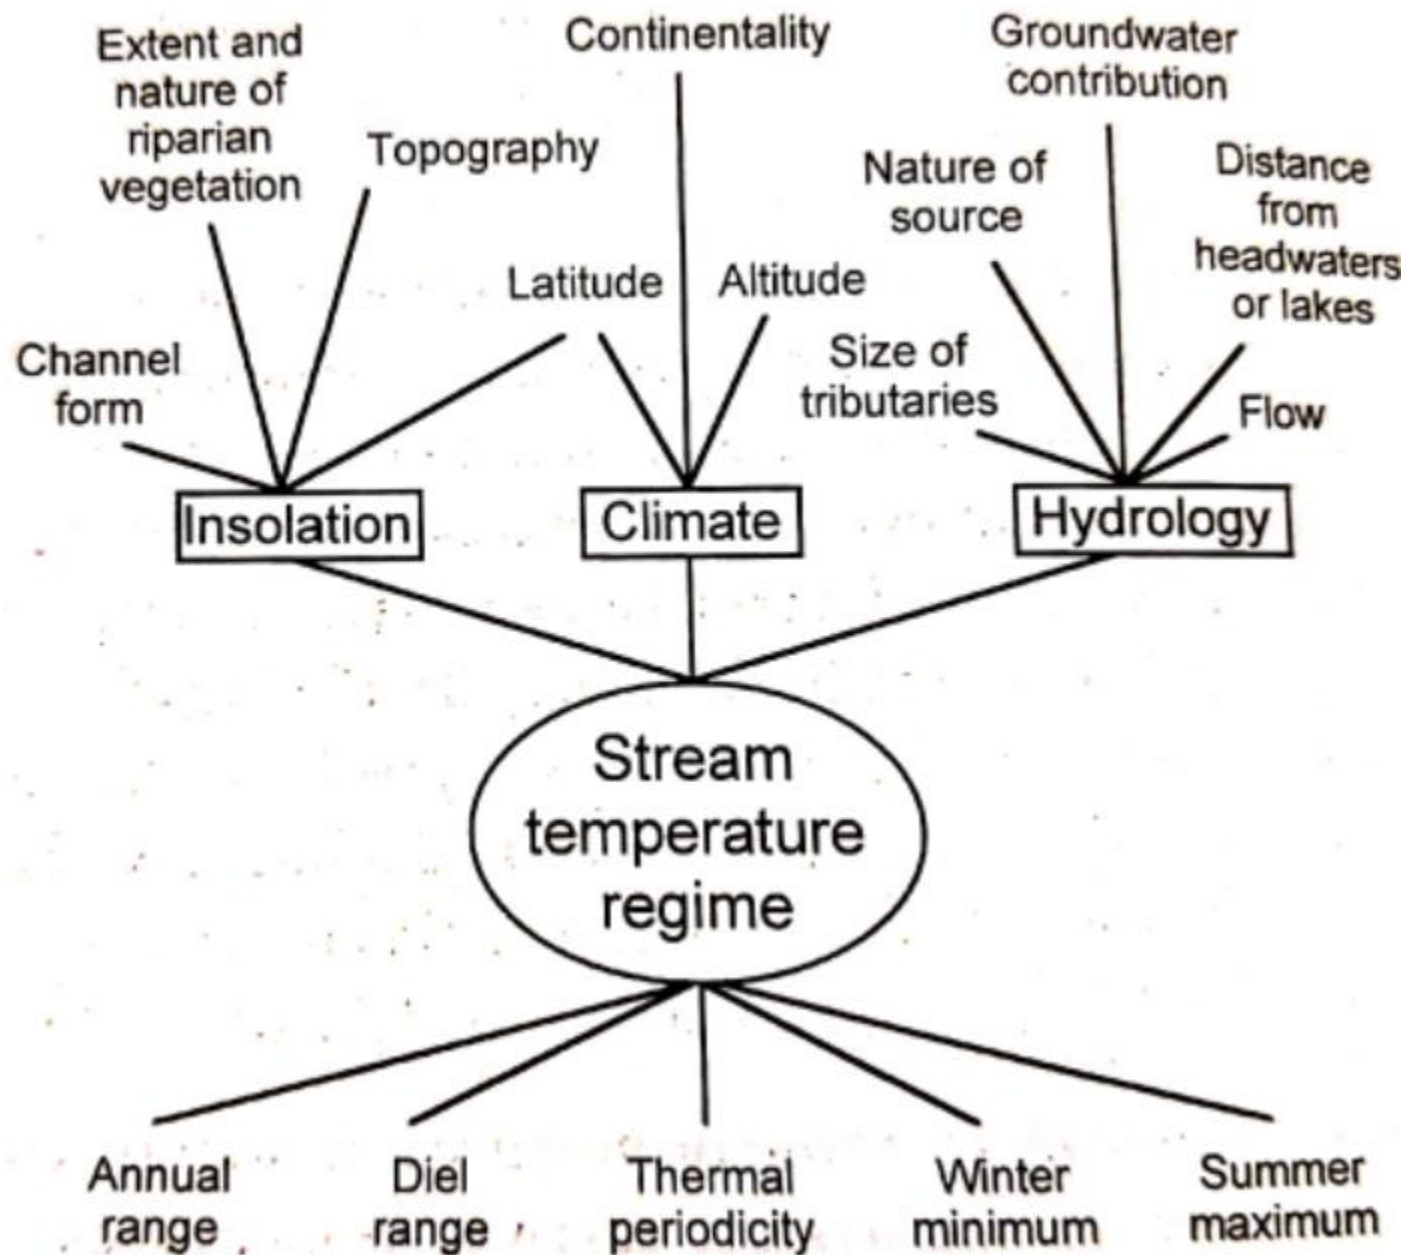 Extent and
nature of
riparian
vegetation
Continentality
Groundwater
contribution
Topography
Nature of
source
Distance
from
headwaters
or lakes
Latitude
Altitude
Channel
form
Size of
tributaries
Flow
Insolation
Climate
Hydrology
Stream
temperature
regime
Annual
range
Diel
range
Thermal
periodicity
Winter
minimum
Summer
maximum